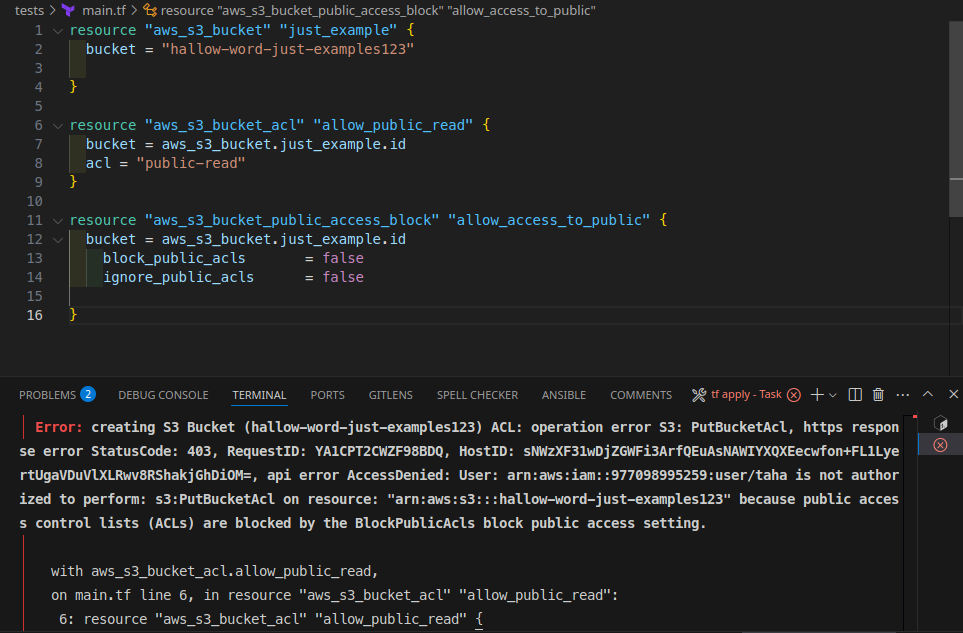 tests > main.tf > resource "aws_s3_bucket_public_access_block" "allow_access_to_public"
1 resource "aws_s3_bucket" "just_example" {
2 bucket = "hallow-word-just-examples123"
3
4 }
5
6 resource "aws_s3_bucket_acl" "allow_public_read" {
7 bucket = aws_s3_bucket.just_example.id
8 acl = "public-read"
9 }
10
11 resource "aws_s3_bucket_public_access_block" "allow_access_to_public" {
12 bucket = aws_s3_bucket.just_example.id
13 block_public_acls = false
14 ignore_public_acls = false
15
16 }
PROBLEMS 2 DEBUG CONSOLE TERMINAL PORTS GITLENS SPELL CHECKER ANSIBLE COMMENTS tf apply - Task
Error: creating S3 Bucket (hallow-word-just-examples123) ACL: operation error S3: PutBucketAcl, https respon
se error StatusCode: 403, RequestID: YA1CPT2CWZF98BDQ, HostID: sNWzXF31wDjZGWFi3ArfQEuAsNAWIYXQXEecwfon+FL1Lye
rtUgaVDuVlXLRwv8RShakjGhDiOM=, api error AccessDenied: User: arn:aws:iam::977098995259:user/taha is not author
ized to perform: s3:PutBucketAcl on resource: "arn:aws:s3:::hallow-word-just-examples123" because public acces
s control lists (ACLs) are blocked by the BlockPublicAcls block public access setting.
with aws_s3_bucket_acl.allow_public_read,
on main.tf line 6, in resource "aws_s3_bucket_acl" "allow_public_read":
6: resource "aws_s3_bucket_acl" "allow_public_read" {